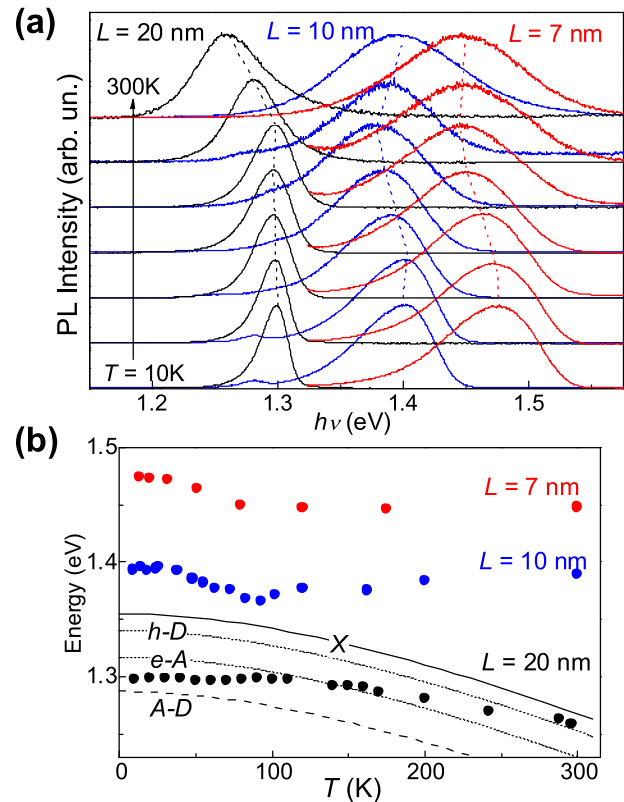 (a)
L = 20 nm L = 10 nm L = 7 nm
300K
PL Intensity (arb. un.)
T = 10K
1.2 1.3 1.4 1.5
hν (eV)
(b)
1.5
L = 7 nm
1.4
L = 10 nm
Energy (eV)
h-D X
L = 20 nm
e-A
1.3
A-D
0 100 200 300
T (K)